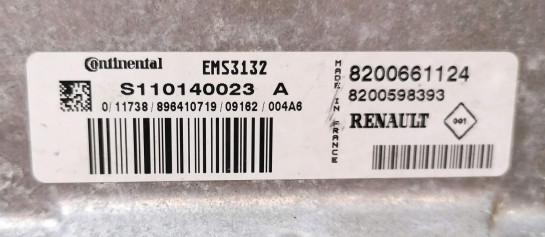 Continental EMS3132
S110140023 A
0/11738/896410719/09162/004A6
MADE IN FRANCE
8200661124
8200598393
RENAULT 001